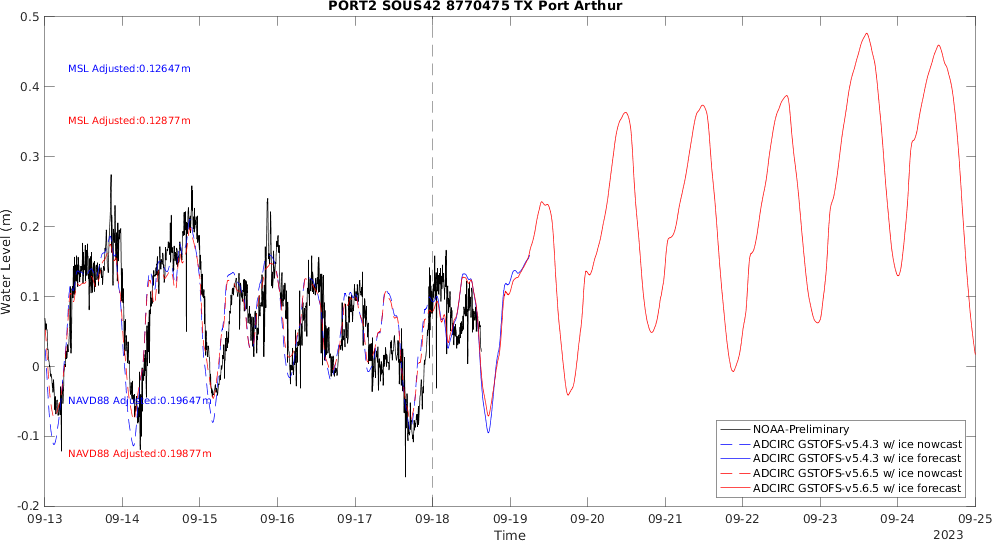 PORT2 SOUS42 8770475 TX Port Arthur
0.5
0.4
0.3
0.2
0.1
0
-0.1
-0.2
Water Level (m)
MSL Adjusted:0.12647m
MSL Adjusted:0.12877m
NAVD88 Adjusted:0.19647m
NAVD88 Adjusted:0.19877m
NOAA-Preliminary
ADCIRC GSTOFS-v5.4.3 w/ ice nowcast
ADCIRC GSTOFS-v5.4.3 w/ ice forecast
ADCIRC GSTOFS-v5.6.5 w/ ice nowcast
ADCIRC GSTOFS-v5.6.5 w/ ice forecast
09-13 09-14 09-15 09-16 09-17 09-18 09-19 09-20 09-21 09-22 09-23 09-24 09-25
Time
2023